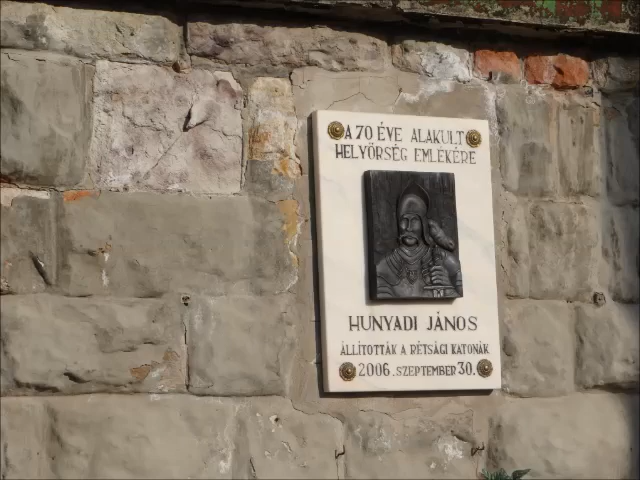 A 70 ÉVE ALAKULT
HELYŐRSÉG EMLÉKÉRE
HUNYADI JÁNOS
ÁLLÍTOTTÁK A RÉTSÁGI KATONÁK
2006. SZEPTEMBER 30.